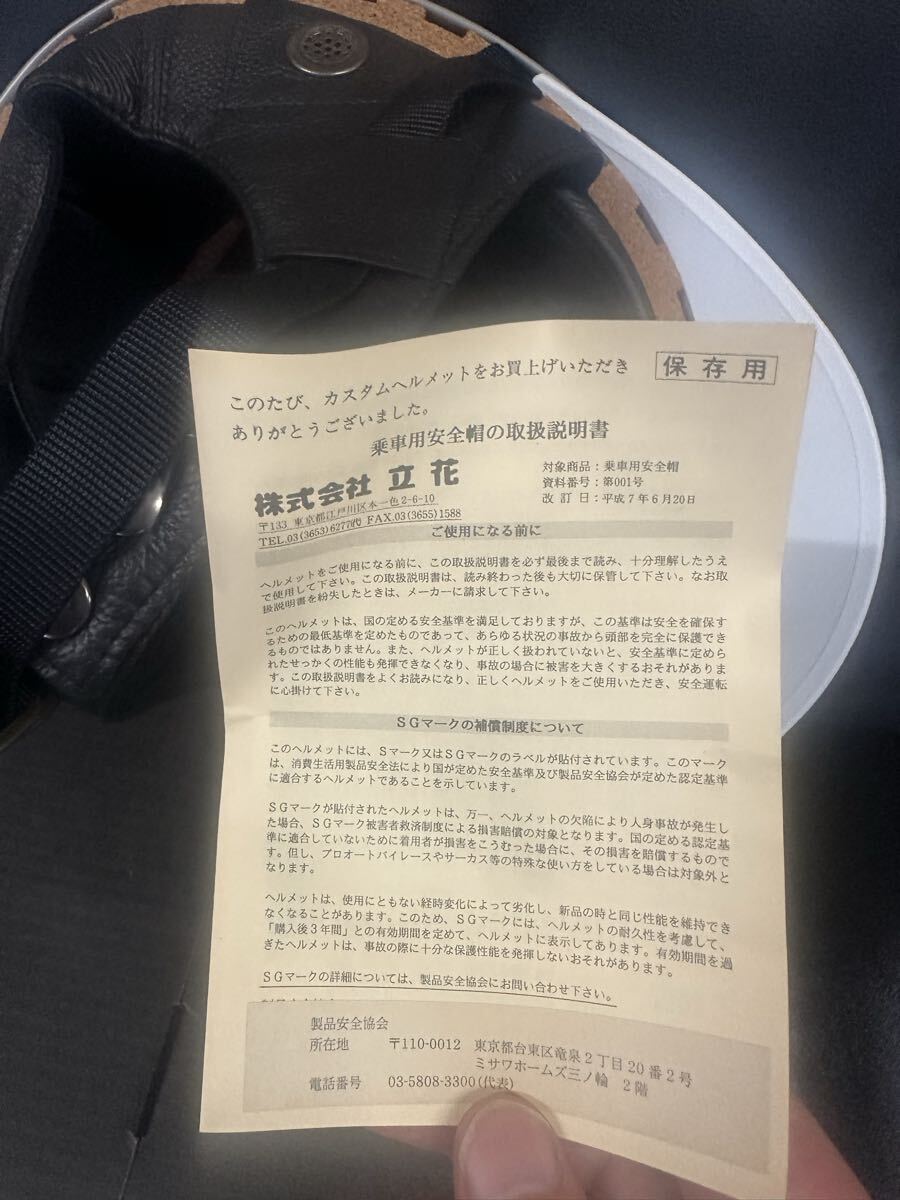 このたび、カスタムヘルメットをお買上げいただき
ありがとうございました。
保存用
乗車用安全帽の取扱説明書
株式会社 立花
〒133 東京都江戸川区本一色2-6-10
TEL.03(3653)6277代 FAX.03(3655)1588
対象商品:乗車用安全帽
資料番号:第001号
改訂日:平成7年6月20日
ご使用になる前に
ヘルメットをご使用になる前に、この取扱説明書を必ず最後まで読み、十分理解したうえ
で使用して下さい。この取扱説明書は、読み終わった後も大切に保管して下さい。なお取
扱説明書を紛失したときは、メーカーに請求して下さい。
このヘルメットは、国の定める安全基準を満足しておりますが、この基準は安全を確保す
るための最低基準を定めたものであって、あらゆる状況の事故から頭部を完全に保護でき
るものではありません。また、ヘルメットが正しく扱われていないと、安全基準に定めら
れたせっかくの性能も発揮できなくなり、事故の場合に被害を大きくするおそれがありま
す。この取扱説明書をよくお読みになり、正しくヘルメットをご使用いただき、安全運転
に心掛けて下さい。
SGマークの補償制度について
このヘルメットには、Sマーク又はSGマークのラベルが貼付されています。このマーク
は、消費生活用製品安全法により国が定めた安全基準及び製品安全協会が定めた認定基準
に適合するヘルメットであることを示しています。
SGマークが貼付されたヘルメットは、万一、ヘルメットの欠陥により人身事故が発生し
た場合、SGマーク被害者救済制度による損害賠償の対象となります。国の定める認定基
準に適合していないために着用者が損害をこうむった場合に、その損害を賠償するもので
す。但し、プロオートバイレースやサーカス等の特殊な使い方をしている場合は対象外と
なります。
ヘルメットは、使用にともない経時変化によって劣化し、新品の時と同じ性能を維持でき
なくなることがあります。このため、SGマークには、ヘルメットの耐久性を考慮して、
「購入後3年間」との有効期間を定めて、ヘルメットに表示してあります。有効期間を過
ぎたヘルメットは、事故の際に十分な保護性能を発揮しないおそれがあります。
SGマークの詳細については、製品安全協会にお問い合わせ下さい。
製品安全協会
所在地 〒110-0012 東京都台東区竜泉2丁目20番2号
ミサワホームズ三ノ輪 2階
電話番号 03-5808-3300(代表)